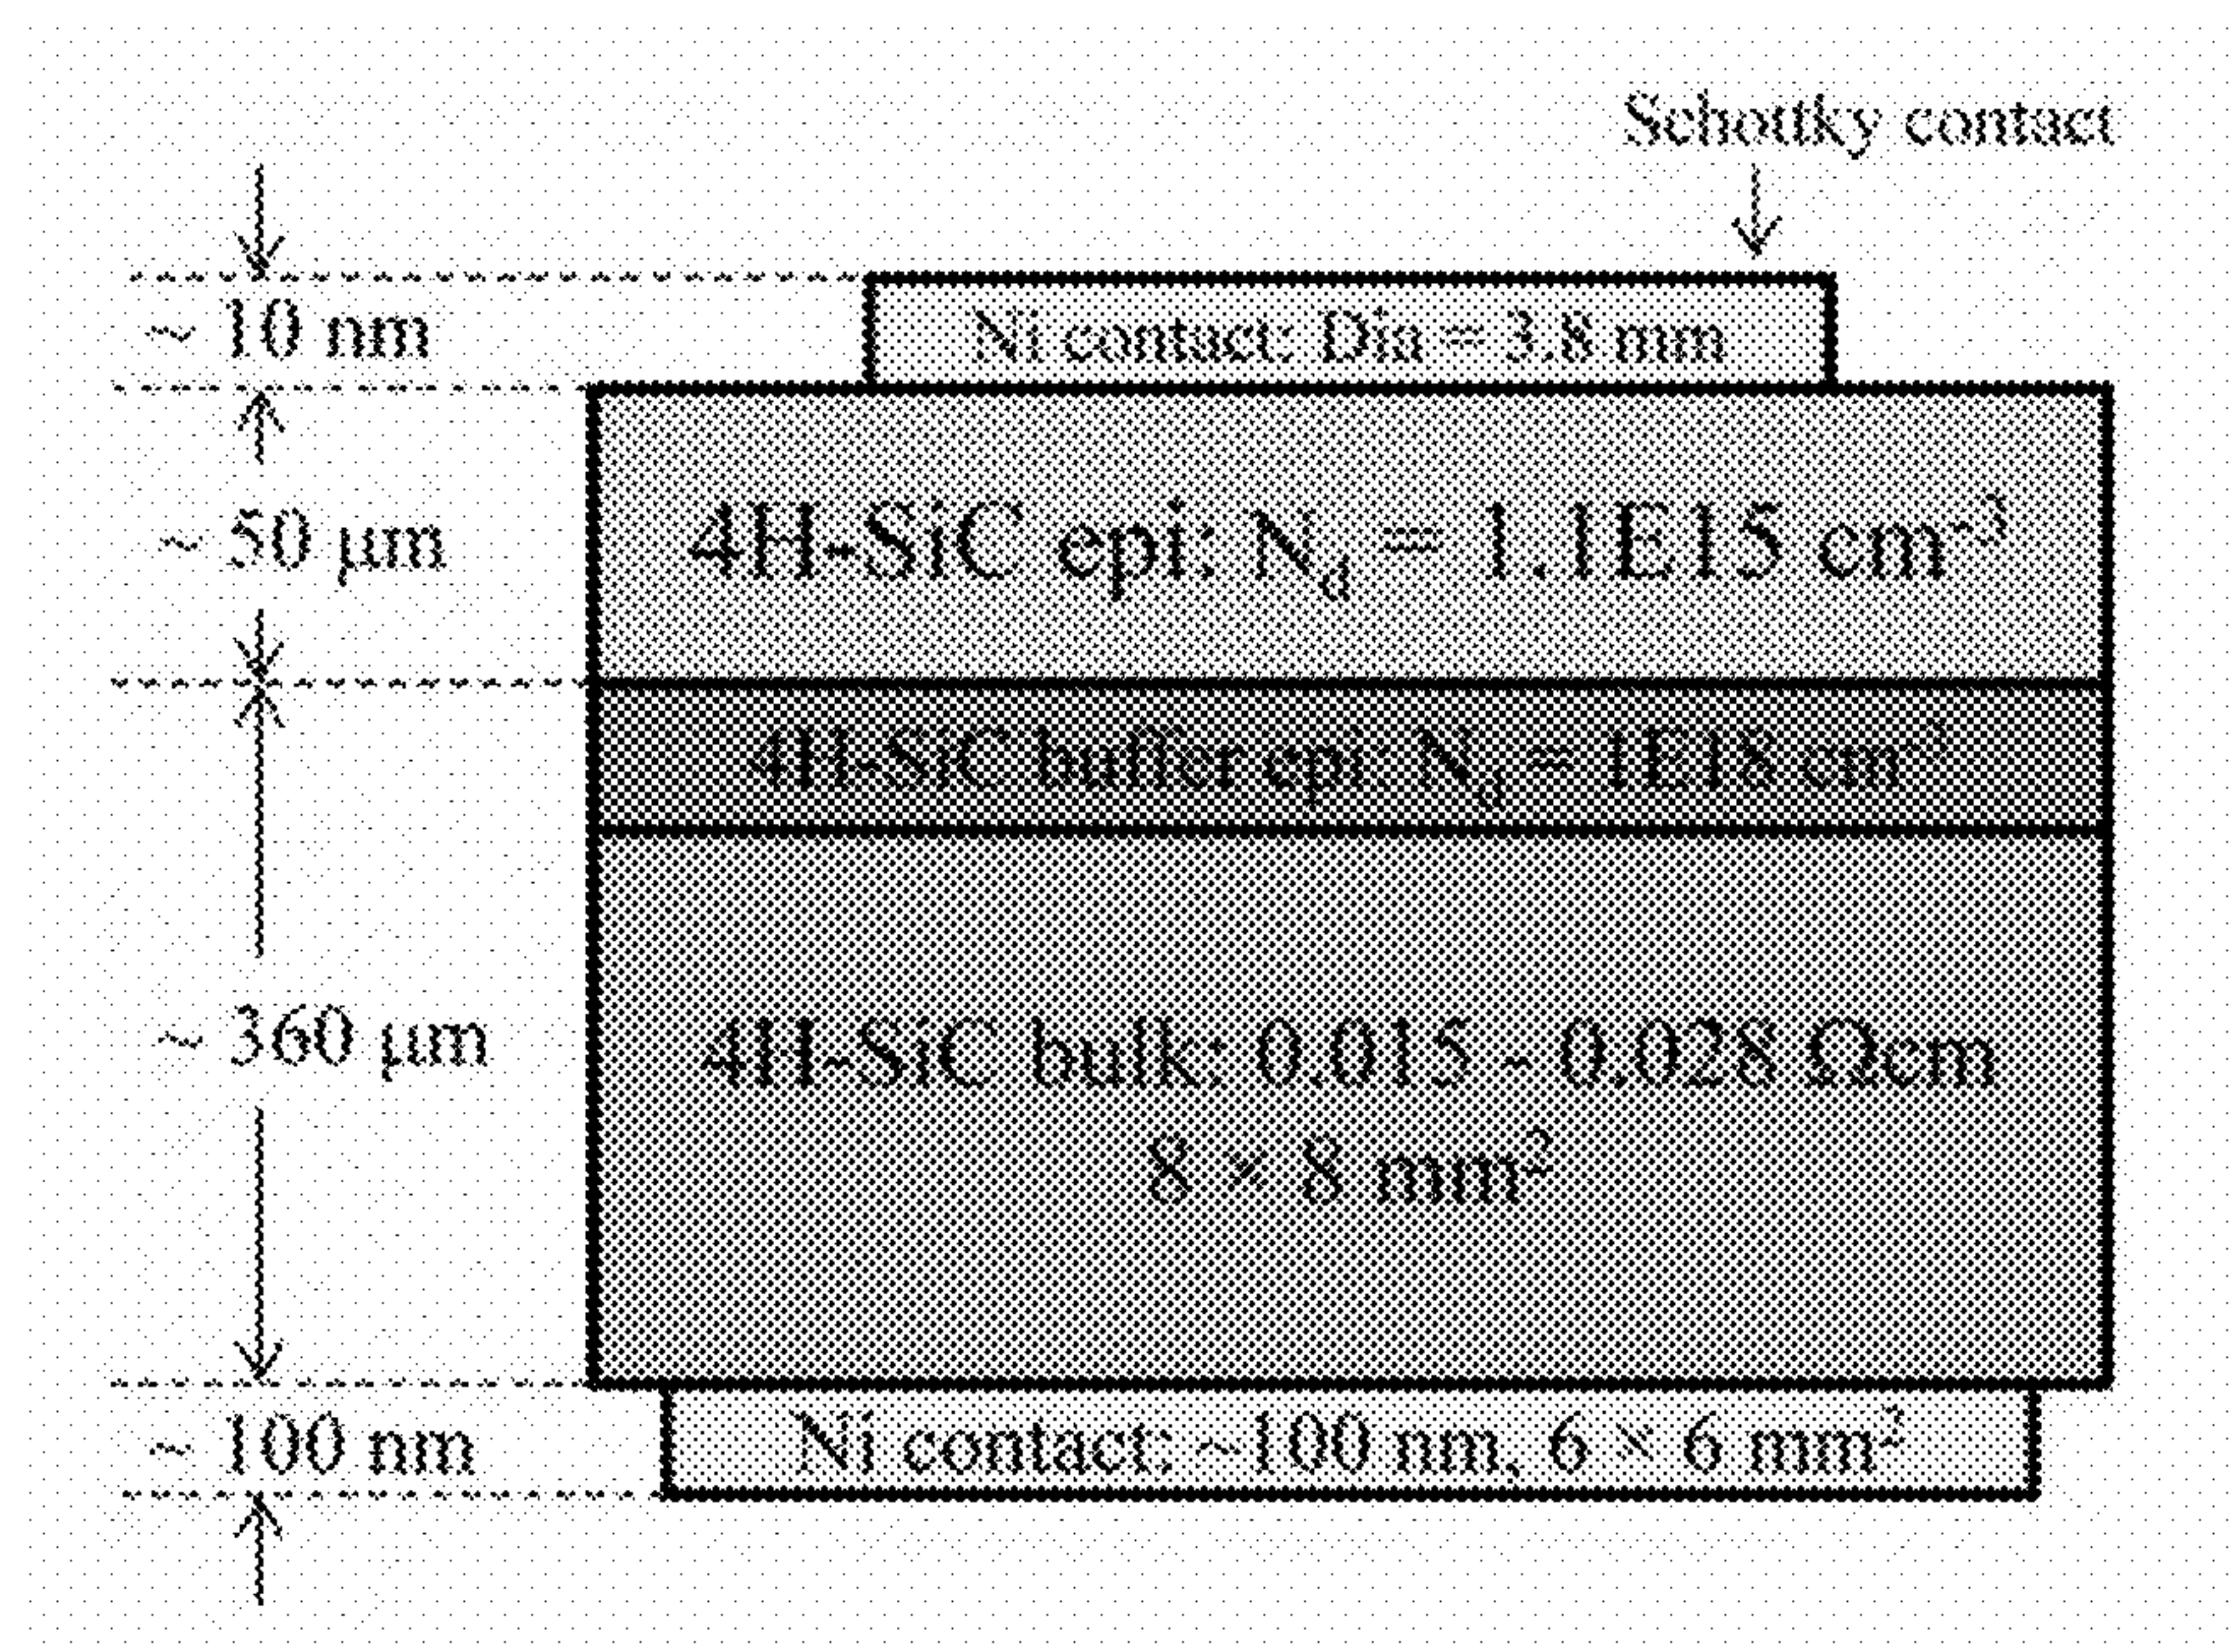 Schottky contact
~ 10 nm
Ni contact: Dia = 3.8 mm
~ 50 μm
4H-SiC epi: N_d = 1.1E15 cm⁻³
4H-SiC buffer epi: N_d = 1E18 cm⁻³
~ 360 μm
4H-SiC bulk: 0.015 - 0.028 Ωcm
8 × 8 mm²
~ 100 nm
Ni contact: ~100 nm, 6 × 6 mm²